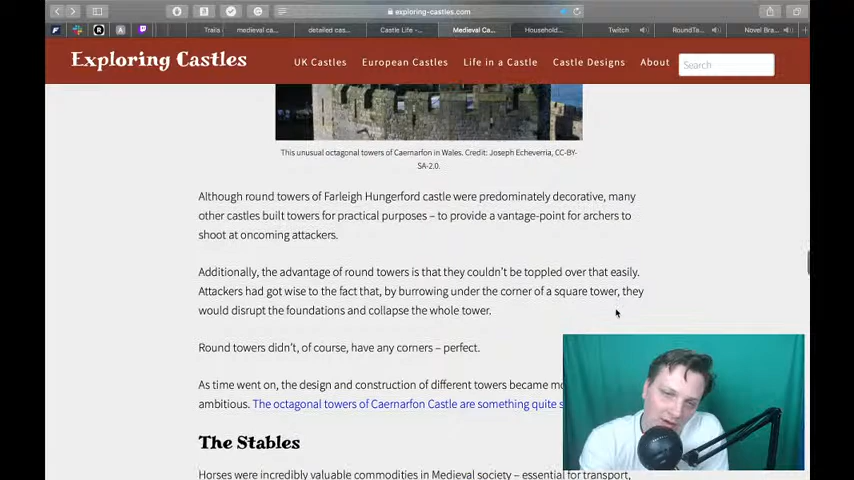 exploring-castles.com
Trails
medieval ca...
detailed cas...
Castle Life –...
Medieval Ca...
Household...
Twitch
RoundTa...
Novel Bra...
Exploring Castles
UK Castles
European Castles
Life in a Castle
Castle Designs
About
Search
This unusual octagonal towers of Caernarfon in Wales. Credit: Joseph Echeverria, CC-BY-
SA-2.0.
Although round towers of Farleigh Hungerford castle were predominately decorative, many
other castles built towers for practical purposes – to provide a vantage-point for archers to
shoot at oncoming attackers.
Additionally, the advantage of round towers is that they couldn't be toppled over that easily.
Attackers had got wise to the fact that, by burrowing under the corner of a square tower, they
would disrupt the foundations and collapse the whole tower.
Round towers didn't, of course, have any corners – perfect.
As time went on, the design and construction of different towers became
ambitious. The octagonal towers of Caernarfon Castle are something quite
The Stables
Horses were incredibly valuable commodities in Medieval society – essential for transport,